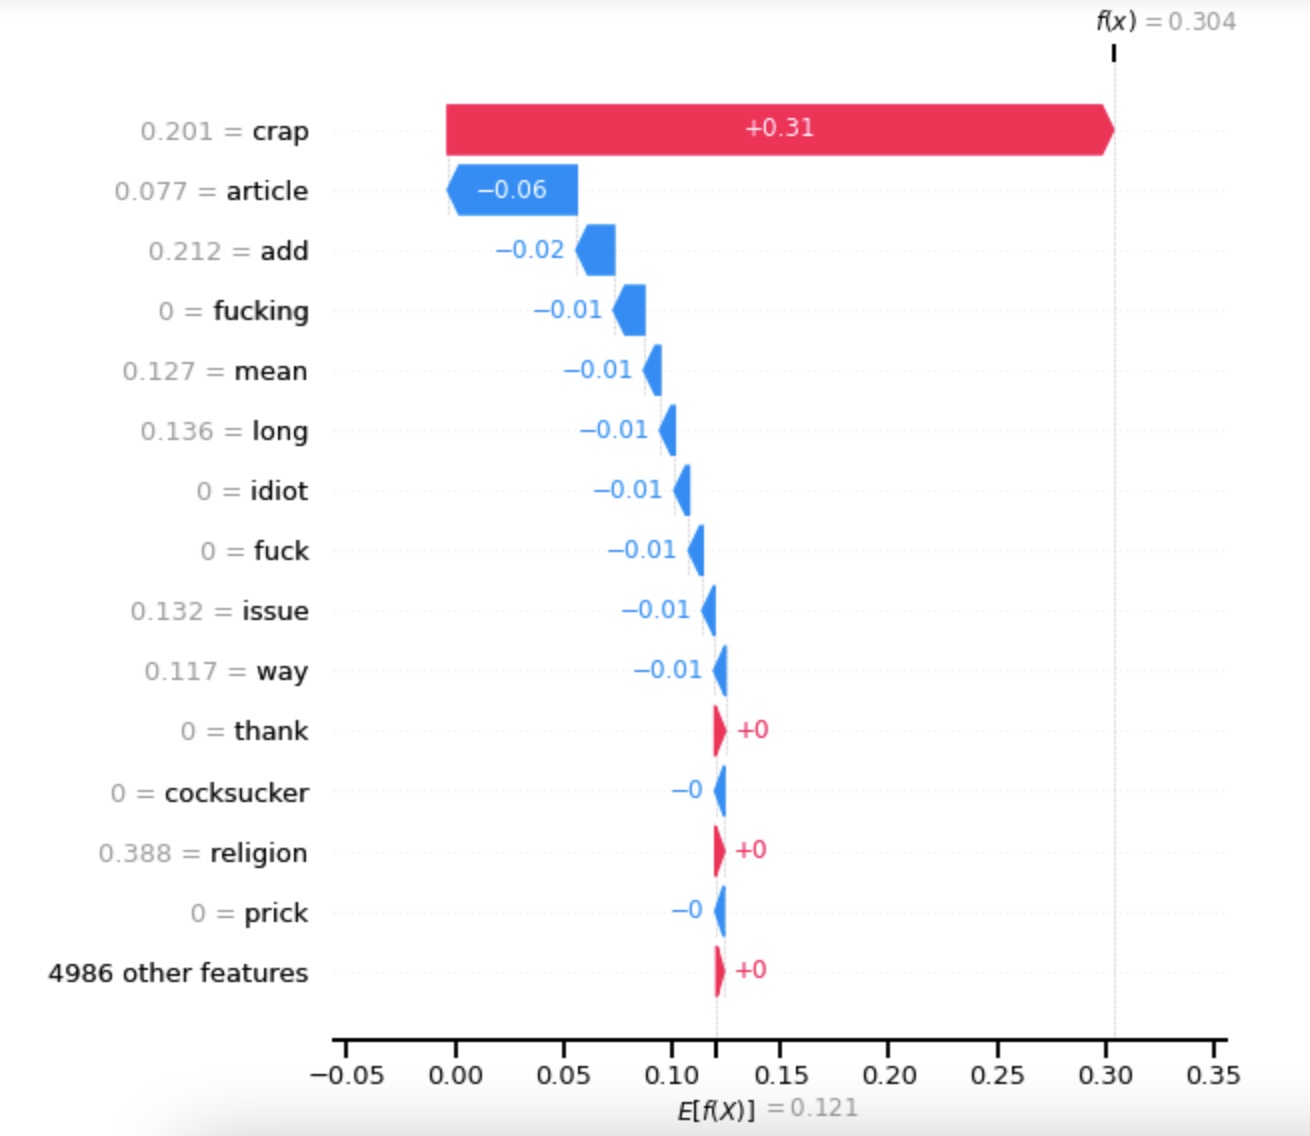 f(x) = 0.304
0.201 = crap +0.31
0.077 = article −0.06
0.212 = add −0.02
0 = fucking −0.01
0.127 = mean −0.01
0.136 = long −0.01
0 = idiot −0.01
0 = fuck −0.01
0.132 = issue −0.01
0.117 = way −0.01
0 = thank +0
0 = cocksucker −0
0.388 = religion +0
0 = prick −0
4986 other features +0
−0.05 0.00 0.05 0.10 0.15 0.20 0.25 0.30 0.35
E[f(X)] = 0.121